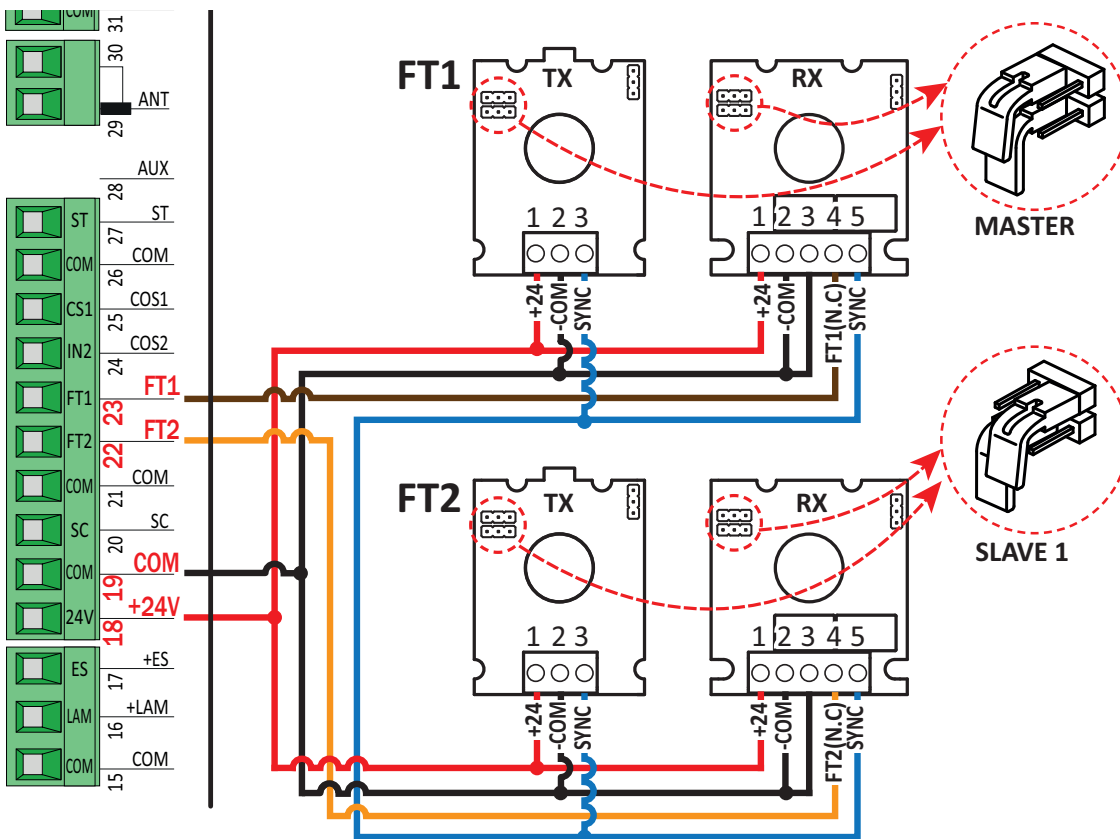 COM
31
30
ANT
29
AUX
28
ST
ST
27
COM
COM
26
CS1
COS1
25
IN2
COS2
24
FT1
FT1
23
FT2
FT2
22
COM
COM
21
SC
SC
20
COM
COM
19
24V
+24V
18
ES
+ES
17
LAM
+LAM
16
COM
COM
15
FT1
TX
1 2 3
+24
-COM
SYNC
RX
1 2 3 4 5
+24
-COM
FT1(N.C)
SYNC
MASTER
FT2
TX
1 2 3
+24
-COM
SYNC
RX
1 2 3 4 5
+24
-COM
FT2(N.C)
SYNC
SLAVE 1